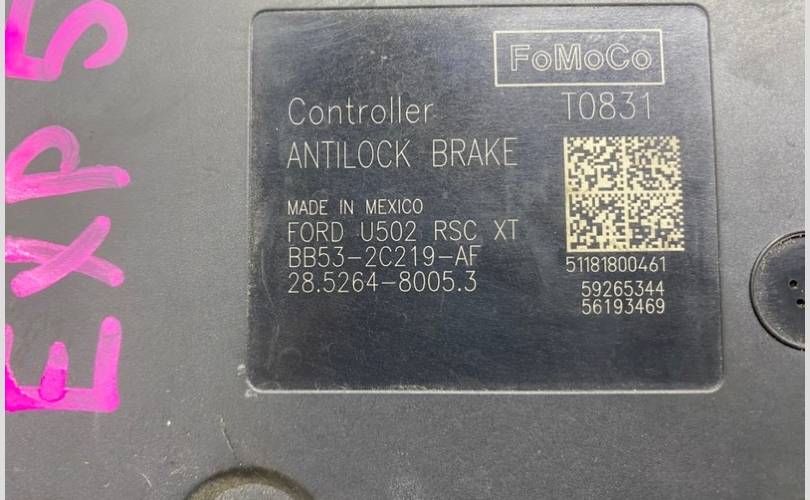 EXP5
FoMoCo
Controller T0831
ANTILOCK BRAKE
MADE IN MEXICO
FORD U502 RSC XT
BB53-2C219-AF
28.5264-8005.3
51181800461
59265344
56193469